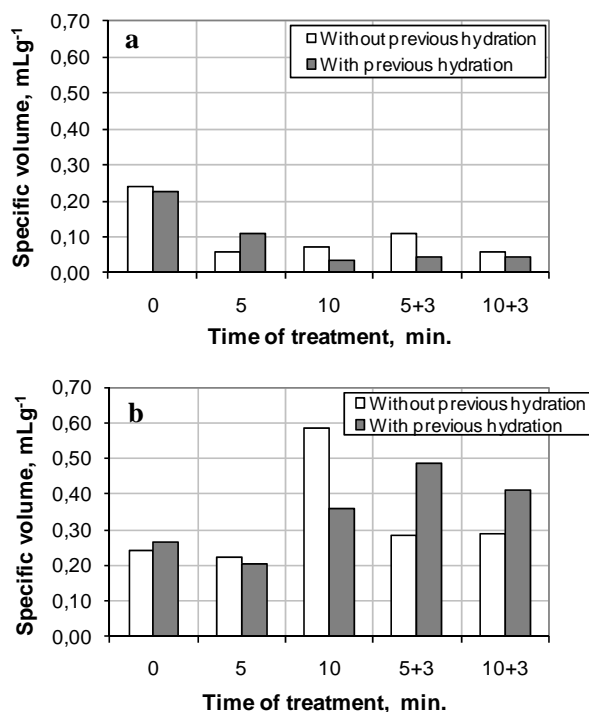 a
Without previous hydration
With previous hydration
Specific volume, mLg⁻¹
0,70
0,60
0,50
0,40
0,30
0,20
0,10
0,00
0 5 10 5+3 10+3
Time of treatment, min.
b
Without previous hydration
With previous hydration
Specific volume, mLg⁻¹
0,70
0,60
0,50
0,40
0,30
0,20
0,10
0,00
0 5 10 5+3 10+3
Time of treatment, min.